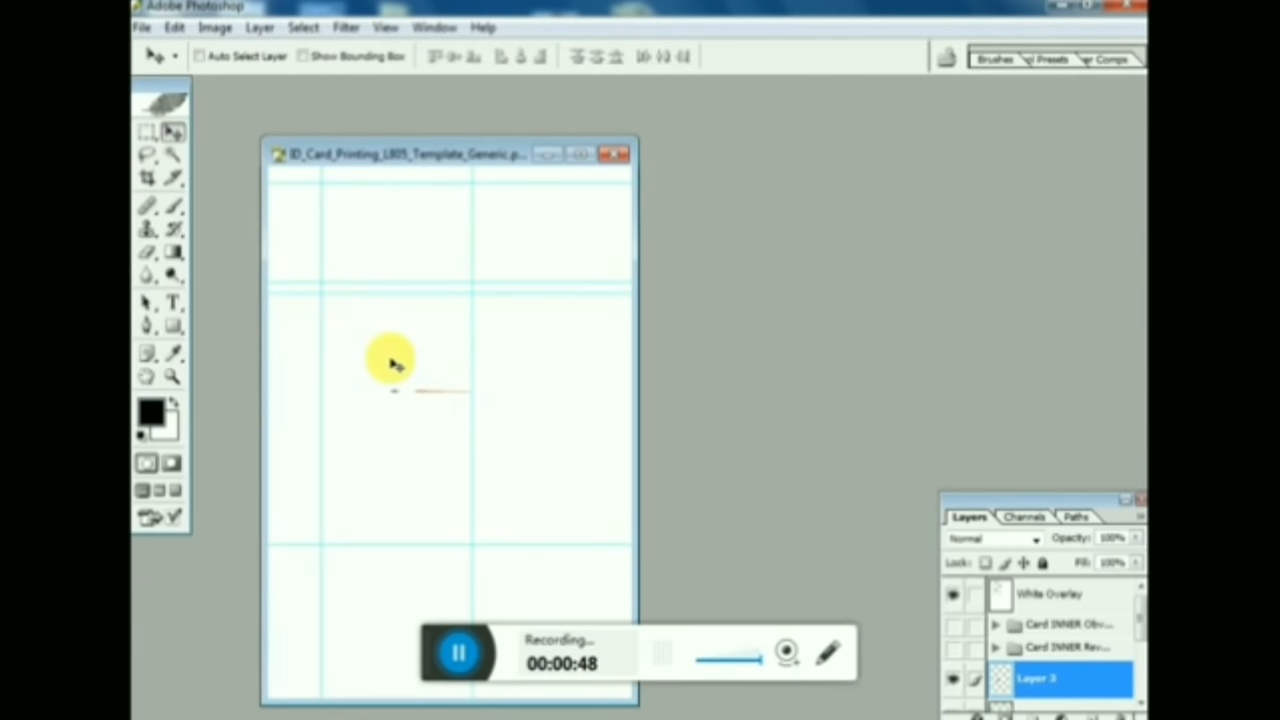 Adobe Photoshop
File Edit Image Layer Select Filter View Window Help
Auto Select Layer Show Bounding Box
Brushes Presets Comps
ID_Card_Printing_L805_Template_Generic.p...
Layers Channels Paths
Normal Opacity: 100%
Lock: Fill: 100%
White Overlay
Card INNER Obv...
Card INNER Rev...
Layer 3
Recording...
00:00:48